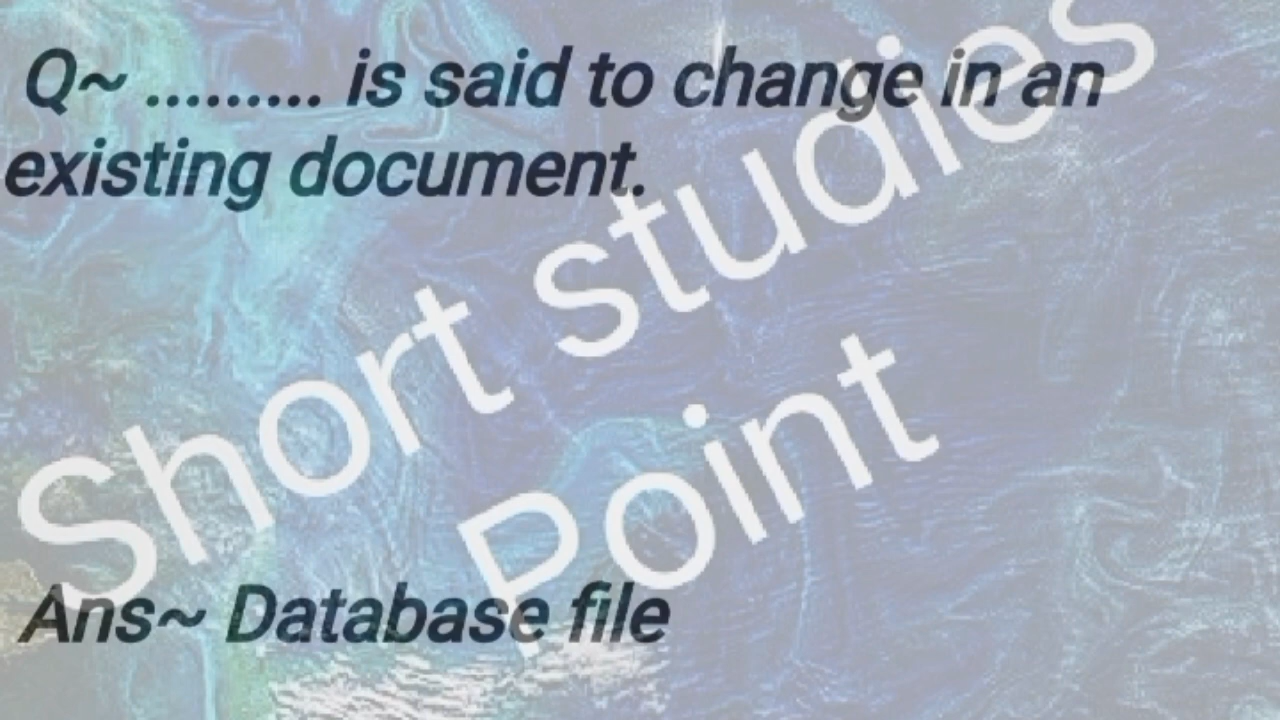 Q~ ......... is said to change in an
existing document.
Short studies
Point
Ans~ Database file